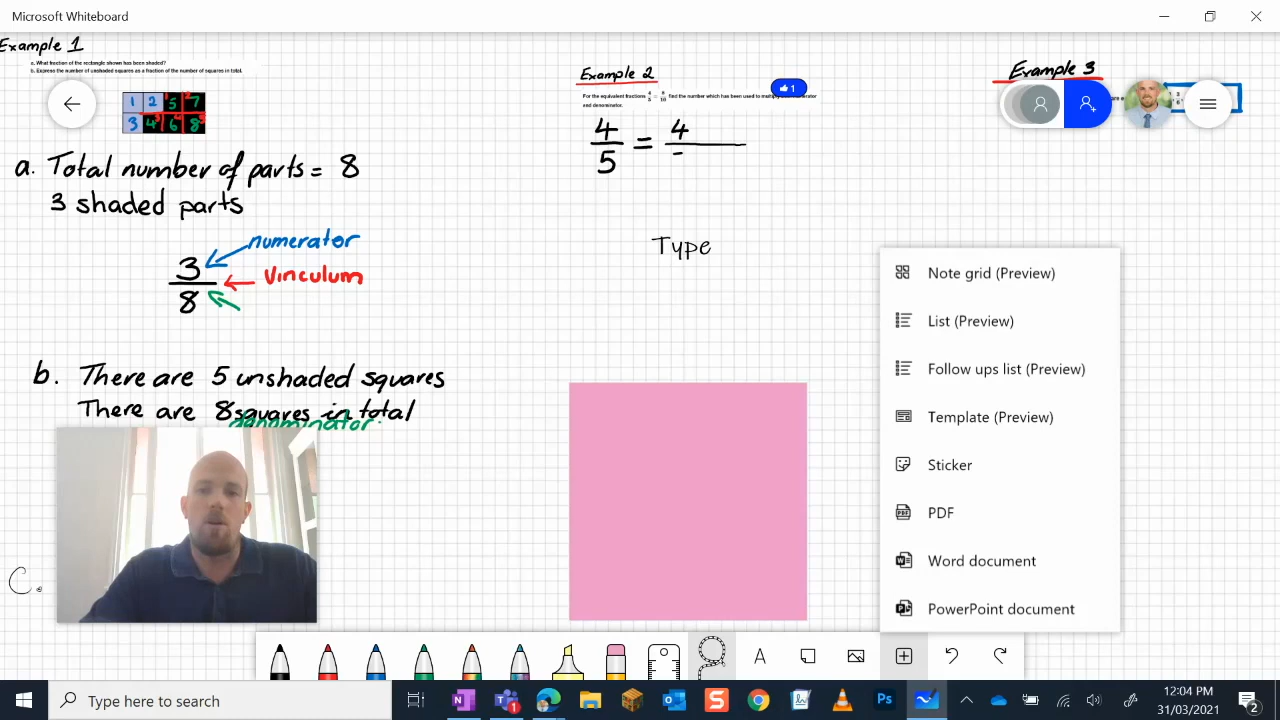 Microsoft Whiteboard
Example 1
a. What fraction of the rectangle shown has been shaded?
b. Express the number of unshaded squares as a fraction of the number of squares in total.
1 2 5 7
3 4 6 8
a. Total number of parts = 8
3 shaded parts
numerator
3
vinculum
8
b. There are 5 unshaded squares
There are 8 squares in total
denominator
C.
Example 2
1
For the equivalent fractions 4/5 = 8/10 find the number which has been used to multiply
and denominator.
4/5 = 4
Type
Example 3
Note grid (Preview)
List (Preview)
Follow ups list (Preview)
Template (Preview)
Sticker
PDF
Word document
PowerPoint document
Type here to search
12:04 PM
31/03/2021
2